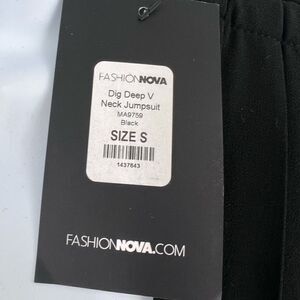 FASHIONNOVA
Dig Deep V
Neck Jumpsuit
MA9759
Black
SIZE S
1437643
FASHIONNOVA.COM